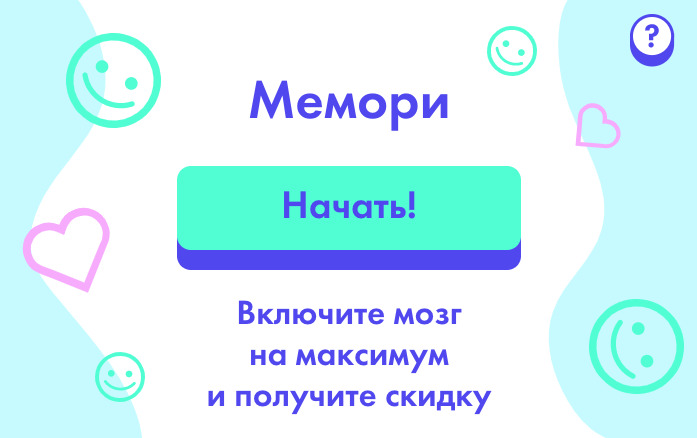 ?
Мемори
Начать!
Включите мозг
на максимум
и получите скидку